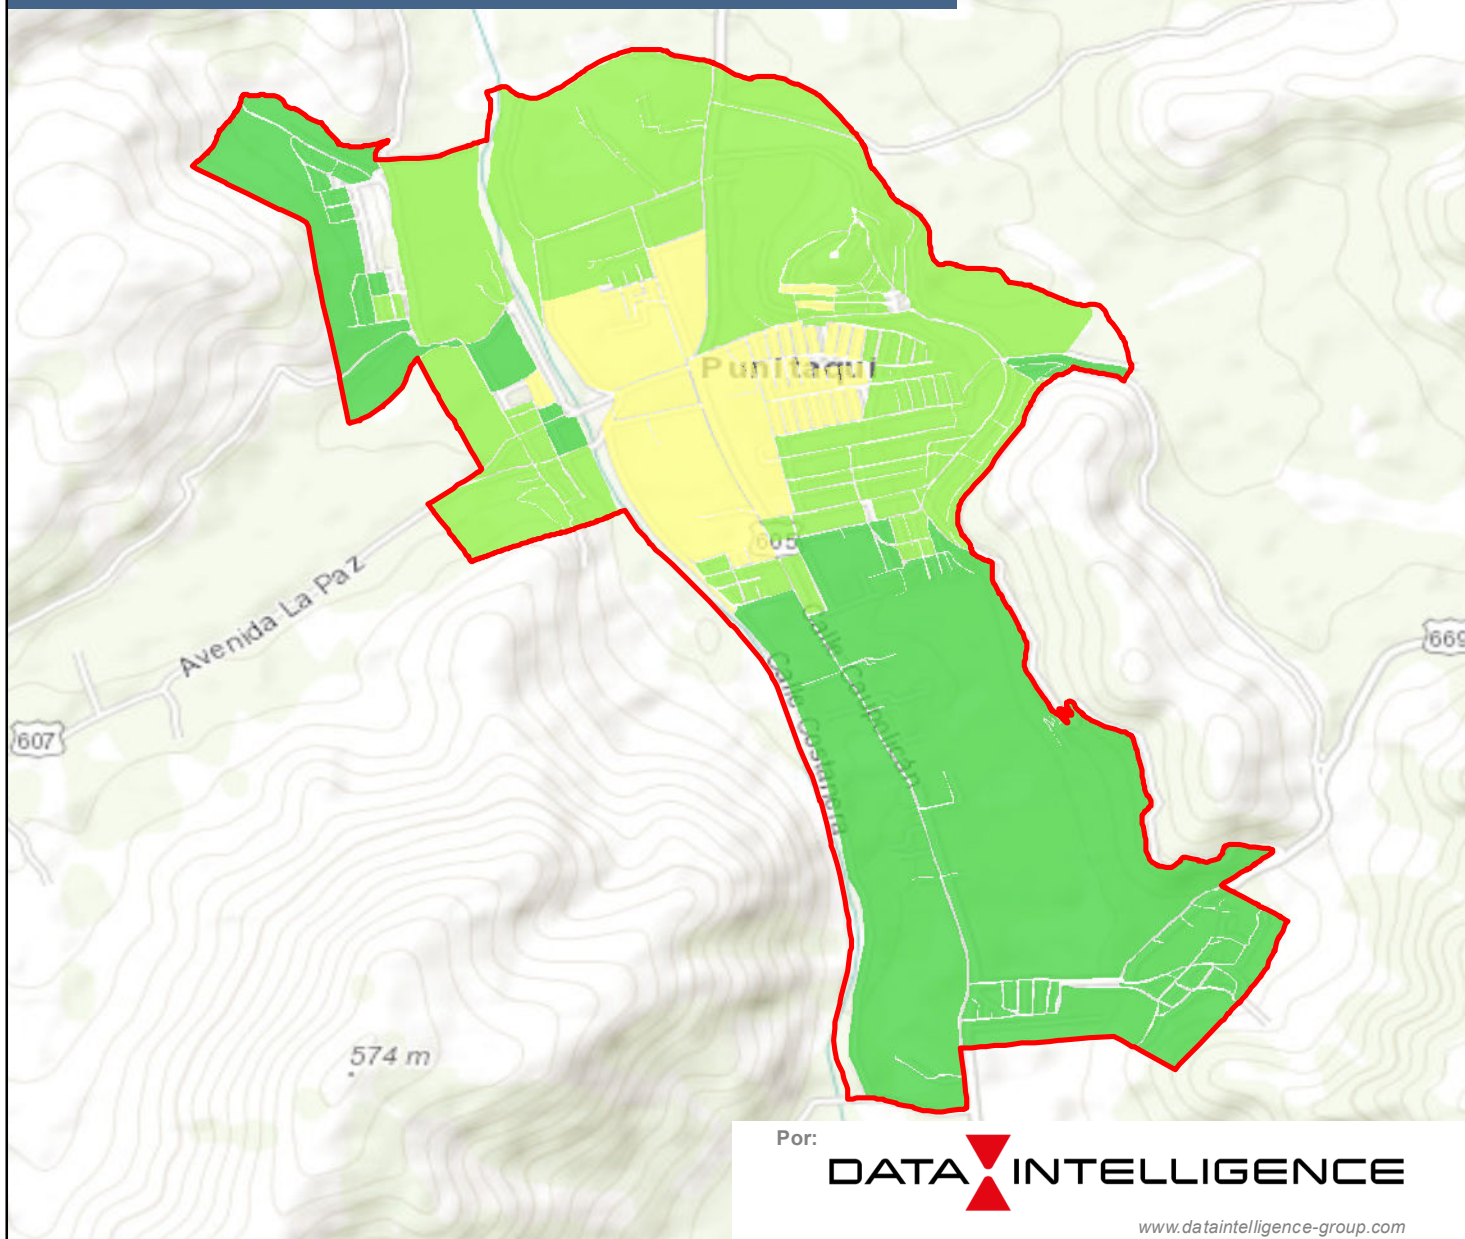 Punitaqui
605
Avenida La Paz
Calle Caupolicán
Calle Costanera
669
607
574 m
Por:
DATA INTELLIGENCE
www.dataintelligence-group.com